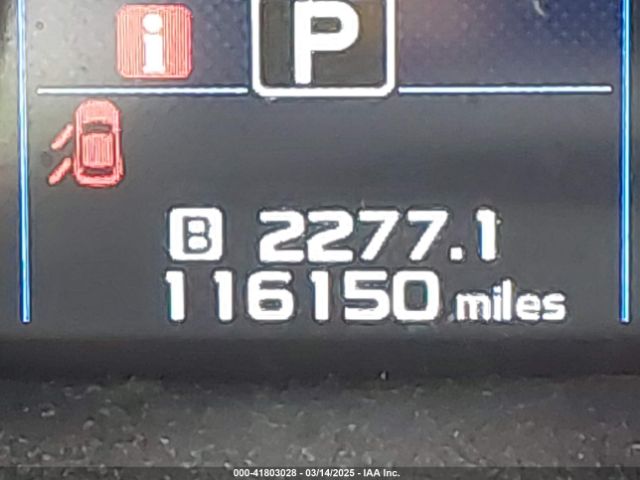 i
P
B 2277.1
116150 miles
000-41803028 - 03/14/2025 - IAA Inc.